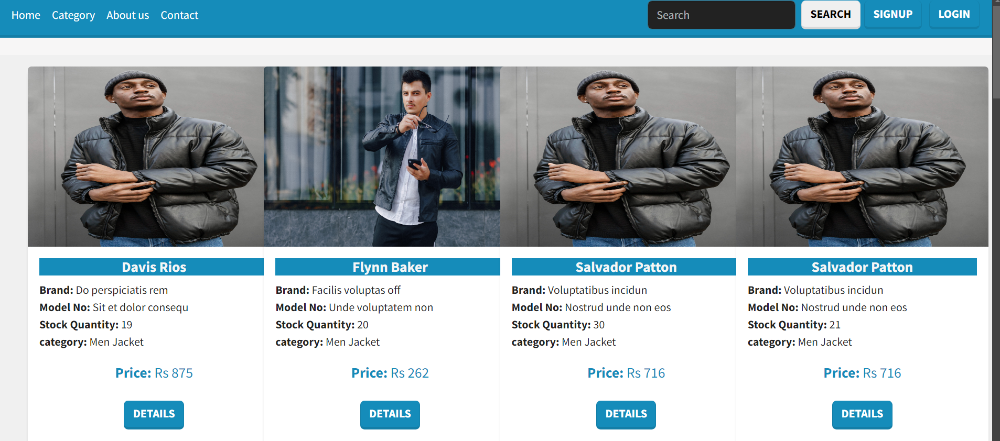 Home Category About us Contact Search SEARCH SIGNUP LOGIN
Davis Rios
Brand: Do perspiciatis rem
Model No: Sit et dolor consequ
Stock Quantity: 19
category: Men Jacket
Price: Rs 875
DETAILS
Flynn Baker
Brand: Facilis voluptas off
Model No: Unde voluptatem non
Stock Quantity: 20
category: Men Jacket
Price: Rs 262
DETAILS
Salvador Patton
Brand: Voluptatibus incidun
Model No: Nostrud unde non eos
Stock Quantity: 30
category: Men Jacket
Price: Rs 716
DETAILS
Salvador Patton
Brand: Voluptatibus incidun
Model No: Nostrud unde non eos
Stock Quantity: 21
category: Men Jacket
Price: Rs 716
DETAILS